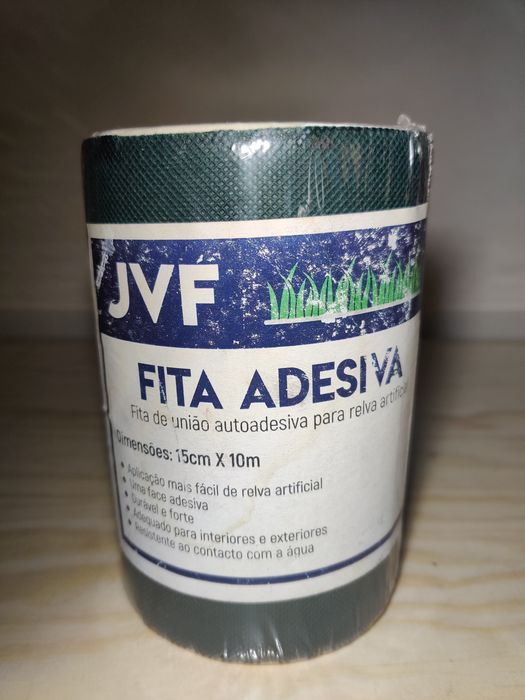 JVF
FITA ADESIVA
Fita de união autoadesiva para relva artificial
Dimensões: 15cm X 10m
• Aplicação mais fácil de relva artificial
• Uma face adesiva
• Durável e forte
• Adequado para interiores e exteriores
• Resistente ao contacto com a água